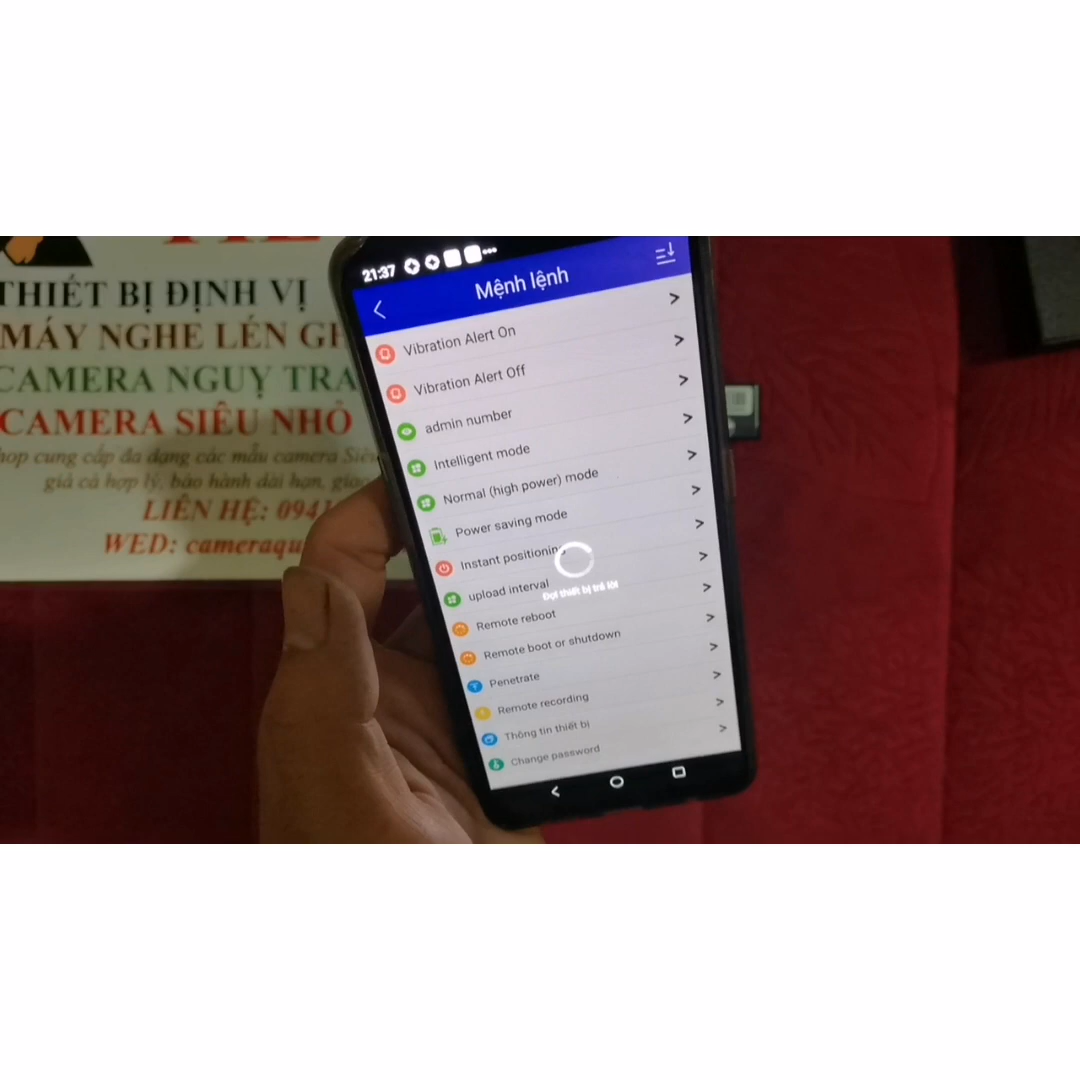 THIẾT BỊ ĐỊNH VỊ
MÁY NGHE LÉN GH
CAMERA NGUỴ TRA
CAMERA SIÊU NHỎ
hop cung cấp đa dạng các mẫu camera Siêu
giá cả hợp lý, bảo hành dài hạn, giao
LIÊN HỆ: 0941
WED: cameraqu
21:37
Mệnh lệnh
Vibration Alert On
Vibration Alert Off
admin number
Intelligent mode
Normal (high power) mode
Power saving mode
Instant positioning
upload interval
Đợi thiết bị trả lời
Remote reboot
Remote boot or shutdown
Penetrate
Remote recording
Thông tin thiết bị
Change password